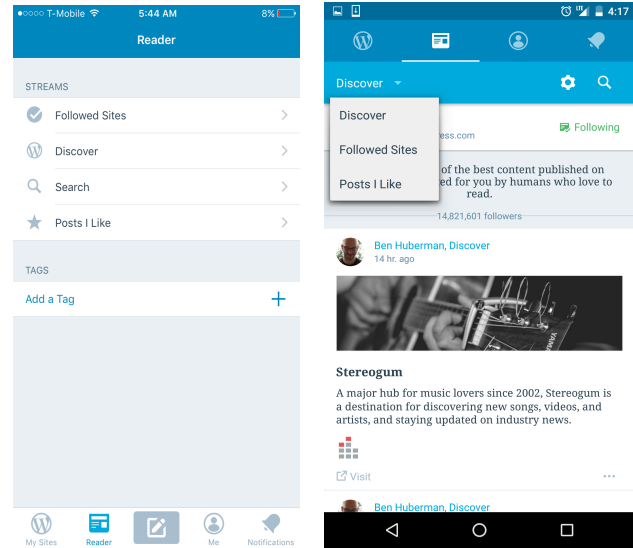 T-Mobile 5:44 AM 8%
Reader
STREAMS
Followed Sites
Discover
Search
Posts I Like
TAGS
Add a Tag
My Sites Reader Me Notifications
LTE 4:17
Discover
Discover
Followed Sites
Posts I Like
ess.com
Following
of the best content published on
ed for you by humans who love to
read.
14,821,601 followers
Ben Huberman, Discover
14 hr. ago
YAMA
Stereogum
A major hub for music lovers since 2002, Stereogum is
a destination for discovering new songs, videos, and
artists, and staying updated on industry news.
Visit
Ben Huberman, Discover